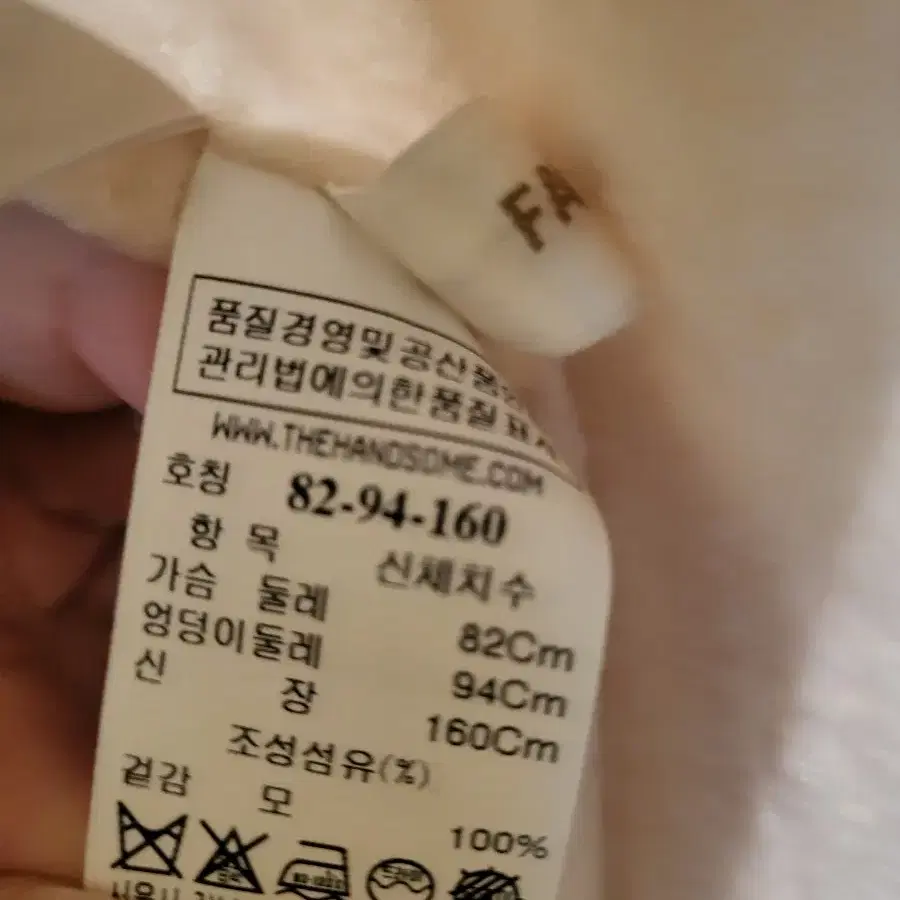 FA
품질경영및공산품
관리법에의한품질표
WWW.THEHANDSOME.COM
호칭 82-94-160
항 목 신체치수
가슴 둘레 82Cm
엉덩이둘레 94Cm
신 장 160Cm
조성섬유(%)
겉감 모 100%